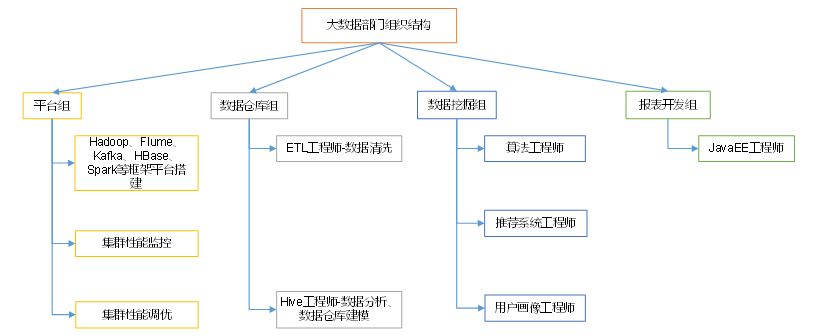 大数据部门组织结构
平台组
数据仓库组
数据挖掘组
报表开发组
Hadoop、Flume、
Kafka、HBase、
Spark等框架平台搭
建
ETL工程师-数据清洗
算法工程师
JavaEE工程师
集群性能监控
推荐系统工程师
集群性能调优
Hive工程师-数据分析、
数据仓库建模
用户画像工程师